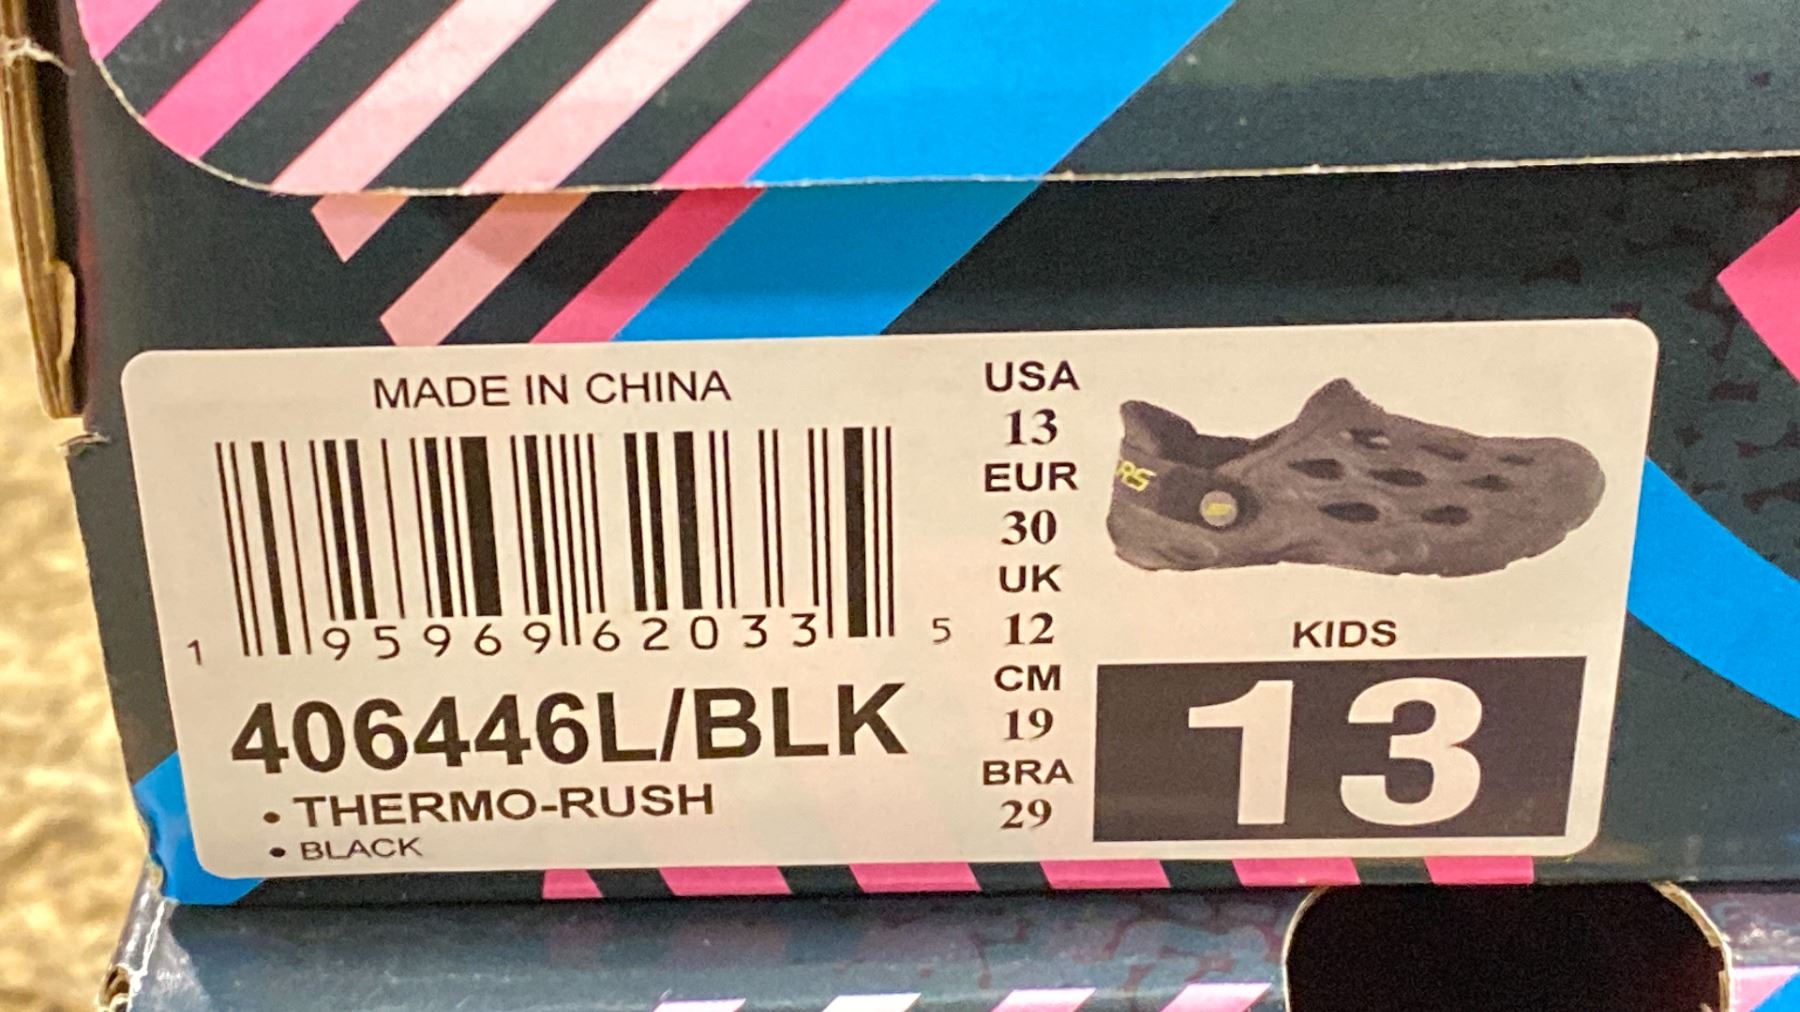 MADE IN CHINA
1 95969 62033 5
406446L/BLK
• THERMO-RUSH
• BLACK
USA
13
EUR
30
UK
12
CM
19
BRA
29
RS
KIDS
13